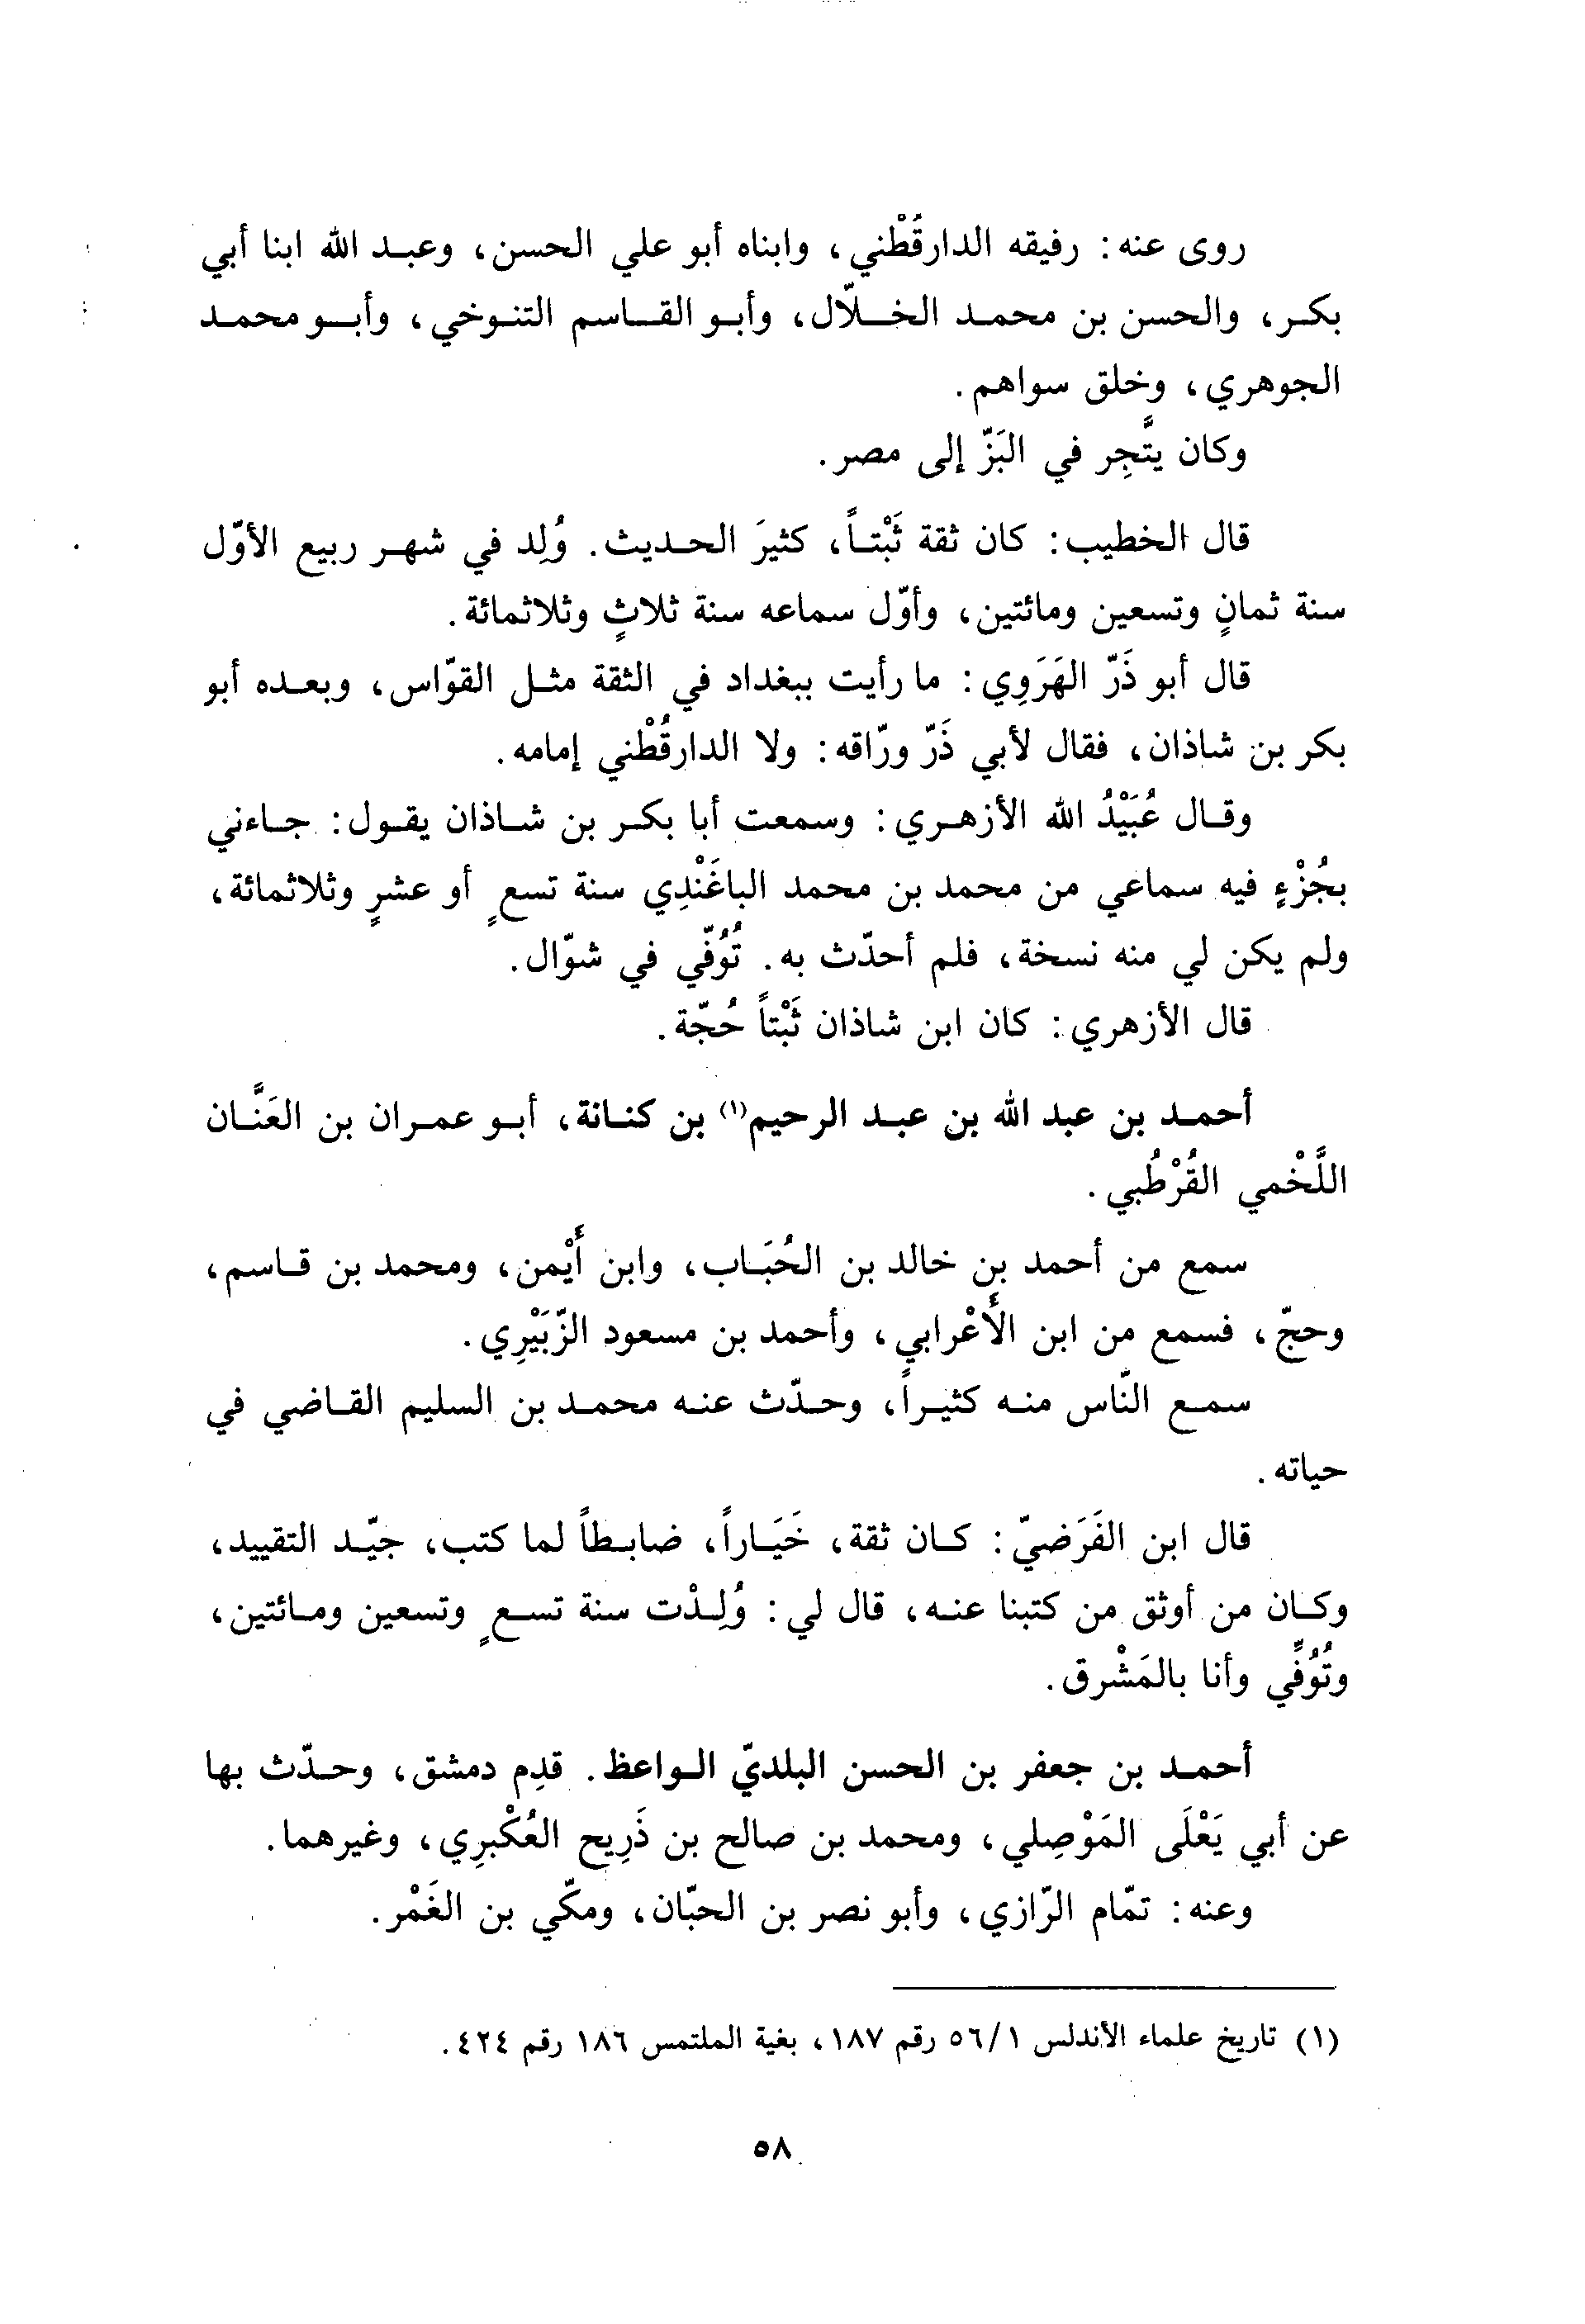 روى عنه: رفيقه الدارقُطْني، وابناه أبو علي الحسن، وعبد الله ابنا أبي
بكر، والحسن بن محمد الخلّال، وأبو القاسم التنوخي، وأبو محمد
الجوهري، وخلق سواهم.
وكان يتَّجِر في البَزّ إلى مصر.
قال الخطيب: كان ثقة ثَبْتاً، كثيرَ الحديث. وُلِد في شهر ربيع الأوّل
سنة ثمانٍ وتسعين ومائتين، وأوّل سماعه سنة ثلاثٍ وثلاثمائة.
قال أبو ذَرّ الهَرَوِي: ما رأيت ببغداد في الثقة مثل القوّاس، وبعده أبو
بكر بن شاذان، فقال لأبي ذَرّ ورّاقه: ولا الدارقُطْني إمامه.
وقال عُبَيْدُ الله الأزهري: وسمعت أبا بكر بن شاذان يقول: جاءني
بجُزْءٍ فيه سماعي من محمد بن محمد الباغَنْدِي سنة تسعٍ أو عشرٍ وثلاثمائة،
ولم يكن لي منه نسخة، فلم أحدّث به. تُوُفّي في شوّال.
قال الأزهري: كان ابن شاذان ثَبْتاً حُجّة.
أحمد بن عبد الله بن عبد الرحيم(١) بن كنانة، أبو عمران بن العَنَّان
اللَّخْمي القُرْطُبي.
سمع من أحمد بن خالد بن الحُبَاب، وابن أَيْمن، ومحمد بن قاسم،
وحجّ، فسمع من ابن الأَعْرابي، وأحمد بن مسعود الزّبَيْرِي.
سمع النّاس منه كثيراً، وحدّث عنه محمد بن السليم القاضي في
حياته.
قال ابن الفَرَضيّ: كان ثقة، خَيَاراً، ضابطاً لما كتب، جيّد التقييد،
وكان من أوثق من كتبنا عنه، قال لي: وُلِدْت سنة تسعٍ وتسعين ومائتين،
وتُوُفِّي وأنا بالمَشْرق.
أحمد بن جعفر بن الحسن البلديّ الواعظ. قدِم دمشق، وحدّث بها
عن أبي يَعْلَى المَوْصِلي، ومحمد بن صالح بن ذَرِيح العُكْبرِي، وغيرهما.
وعنه: تمّام الرّازي، وأبو نصر بن الحبّان، ومكّي بن الغَمْر.
(١) تاريخ علماء الأندلس ٥٦/١ رقم ١٨٧، بغية الملتمس ١٨٦ رقم ٤٢٤.
٥٨